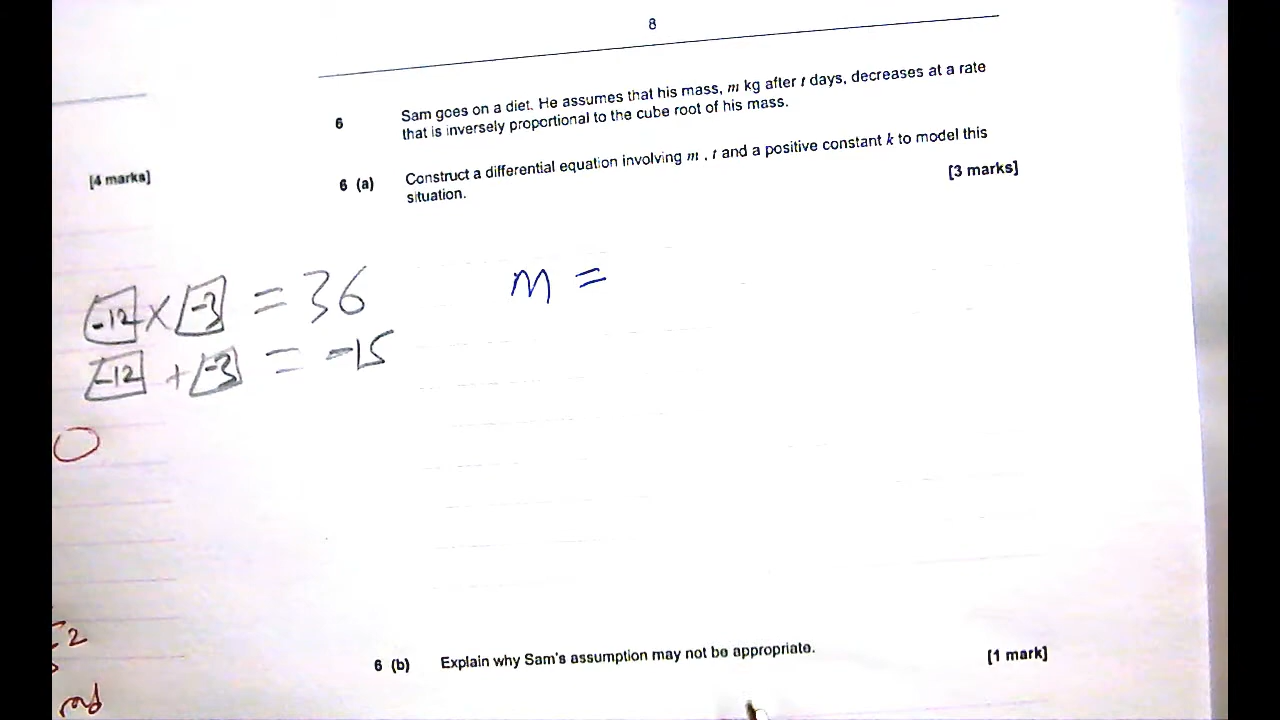 8
6 Sam goes on a diet. He assumes that his mass, m kg after t days, decreases at a rate
that is inversely proportional to the cube root of his mass.
6 (a) Construct a differential equation involving m , t and a positive constant k to model this
situation.
[3 marks]
[4 marks]
m =
-12 × -3 = 36
-12 + -3 = -15
6 (b) Explain why Sam's assumption may not be appropriate.
[1 mark]
2